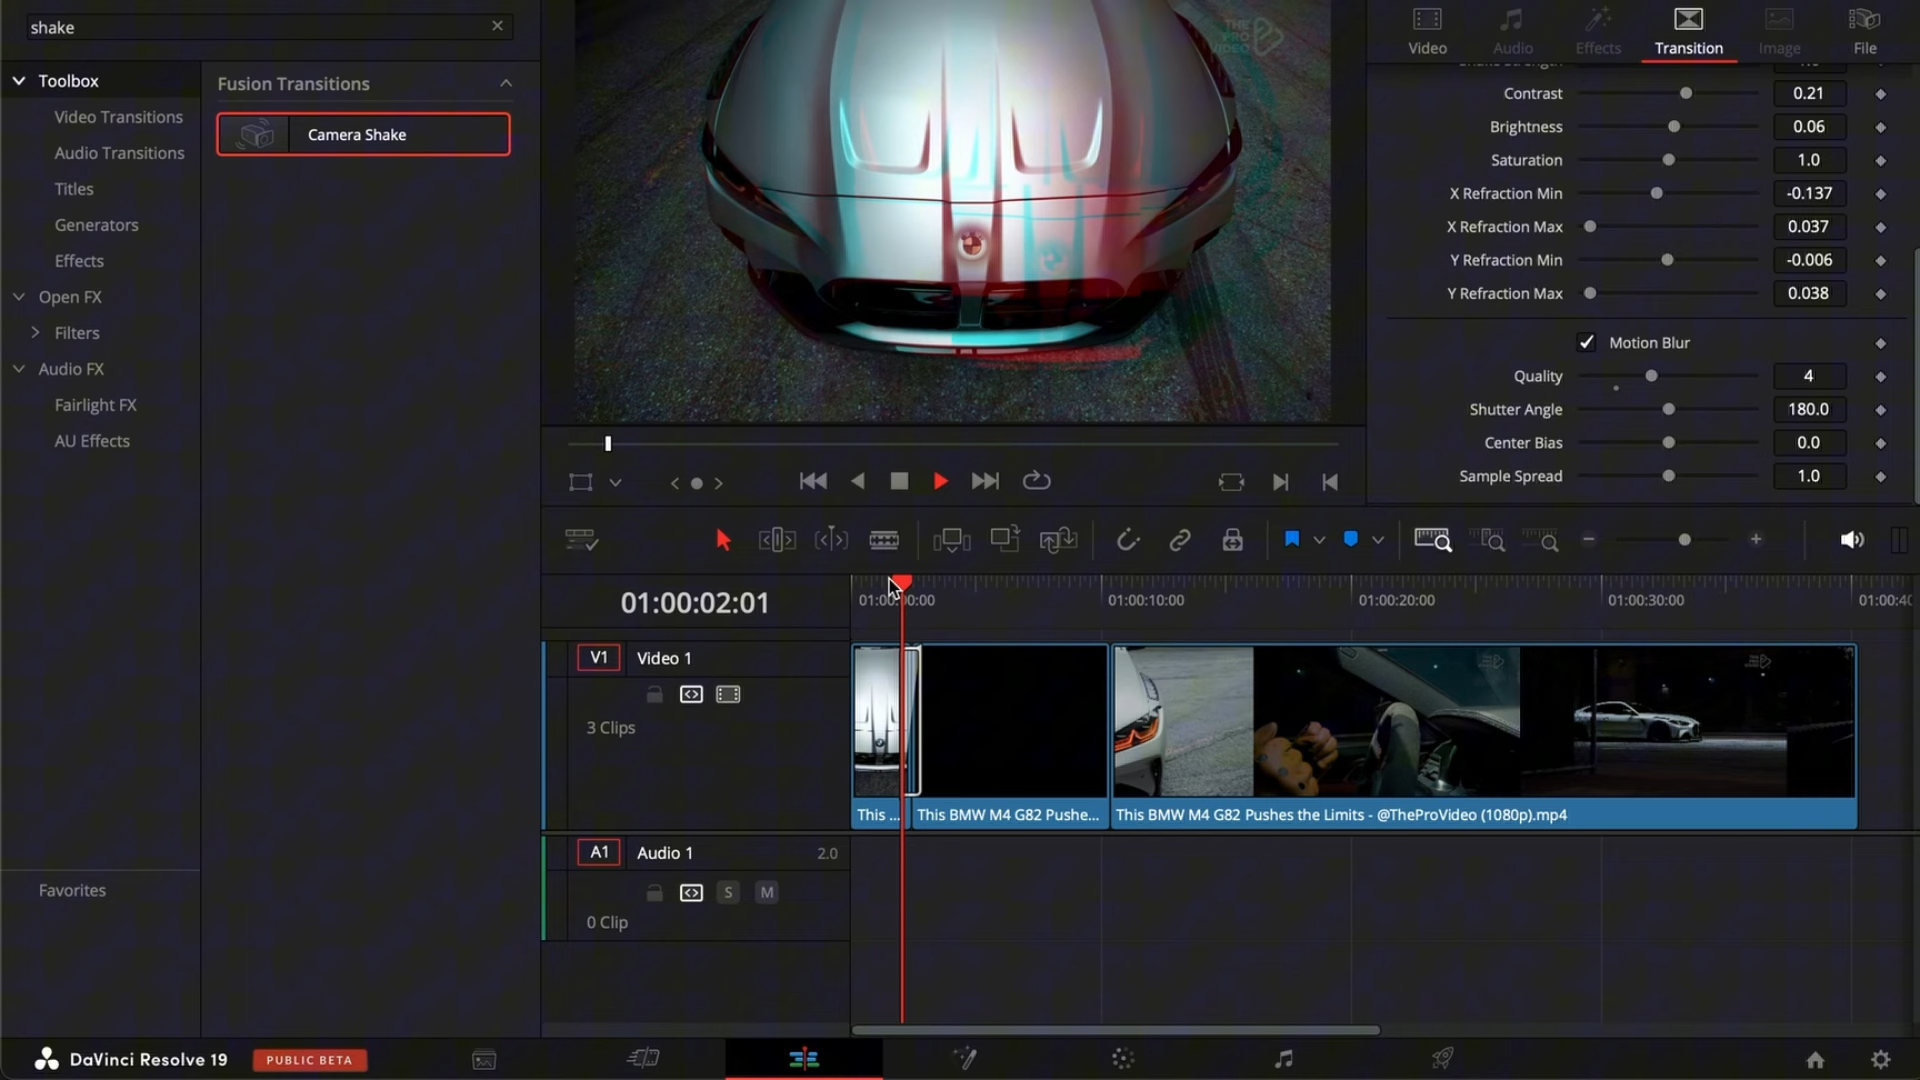 shake
Toolbox
Video Transitions
Audio Transitions
Titles
Generators
Effects
Open FX
Filters
Audio FX
Fairlight FX
AU Effects
Favorites
Fusion Transitions
Camera Shake
THE
PRO
VIDEO
Video
Audio
Effects
Transition
Image
File
Contrast 0.21
Brightness 0.06
Saturation 1.0
X Refraction Min -0.137
X Refraction Max 0.037
Y Refraction Min -0.006
Y Refraction Max 0.038
Motion Blur
Quality 4
Shutter Angle 180.0
Center Bias 0.0
Sample Spread 1.0
01:00:02:01
01:00:10:00
01:00:20:00
01:00:30:00
V1 Video 1
3 Clips
This ...
This BMW M4 G82 Pushe...
This BMW M4 G82 Pushes the Limits - @TheProVideo (1080p).mp4
A1 Audio 1 2.0
S M
0 Clip
DaVinci Resolve 19
PUBLIC BETA